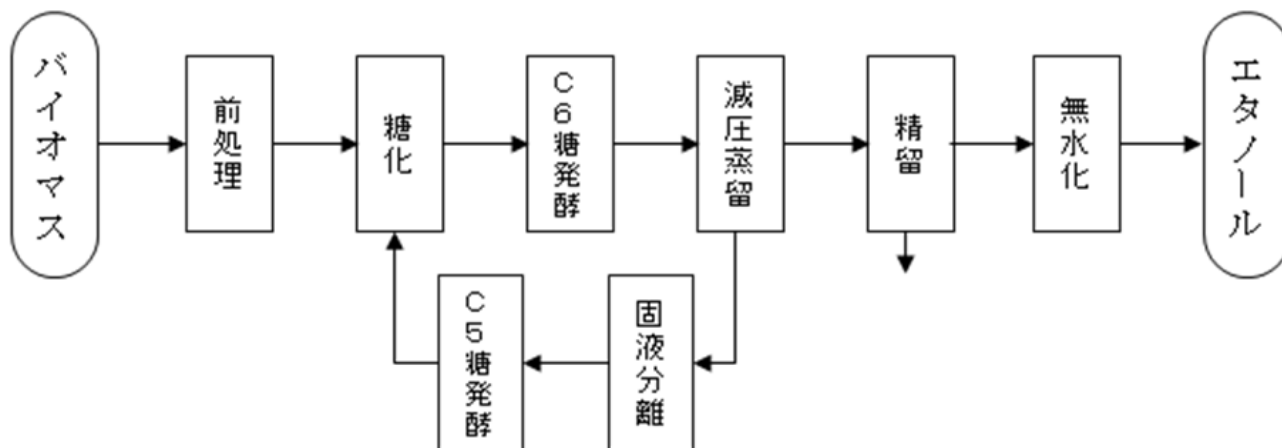 バイオマス
前処理
糖化
C6糖発酵
減圧蒸留
精留
無水化
エタノール
C5糖発酵
固液分離